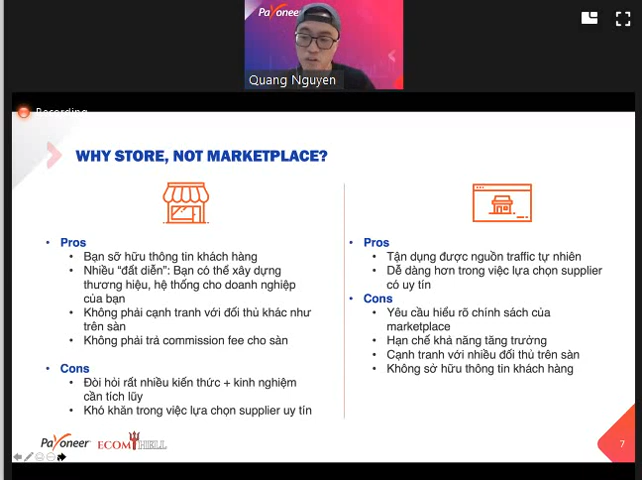 Payoneer
Quang Nguyen
Recording
WHY STORE, NOT MARKETPLACE?
• Pros
• Bạn sỡ hữu thông tin khách hàng
• Nhiều “đất diễn”: Bạn có thể xây dựng
thương hiệu, hệ thống cho doanh nghiệp
của bạn
• Không phải cạnh tranh với đối thủ khác như
trên sàn
• Không phải trả commission fee cho sàn
• Cons
• Đòi hỏi rất nhiều kiến thức + kinh nghiệm
cần tích lũy
• Khó khăn trong việc lựa chọn supplier uy tín
• Pros
• Tận dụng được nguồn traffic tự nhiên
• Dễ dàng hơn trong việc lựa chọn supplier
có uy tín
• Cons
• Yêu cầu hiểu rõ chính sách của
marketplace
• Hạn chế khả năng tăng trưởng
• Cạnh tranh với nhiều đối thủ trên sàn
• Không sở hữu thông tin khách hàng
Payoneer ECOM HELL
7